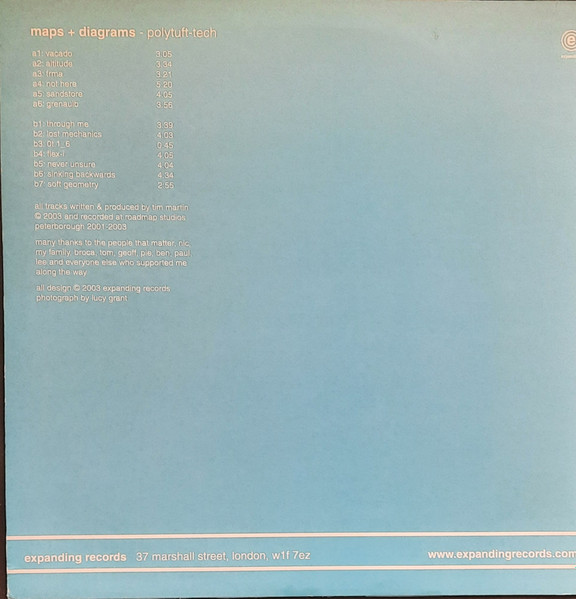 maps + diagrams - polytuft-tech
a1: vacado 3.05
a2: altitude 3.34
a3: frma 3.21
a4: not here 5.20
a5: sandstore 4.05
a6: grenadio 3.56
b1: through me 3.39
b2: lost mechanics 4.03
b3: 0f.1_6 0.45
b4: flex-i 4.05
b5: never unsure 4.04
b6: sinking backwards 4.34
b7: soft geometry 2.55
all tracks written & produced by tim martin
© 2003 and recorded at roadmap studios,
peterborough 2001-2003
many thanks to the people that matter, nic,
my family, broca, tom, geoff, pie, ben, paul,
lee and everyone else who supported me
along the way
all design © 2003 expanding records
photograph by lucy grant
expanding records 37 marshall street, london, w1f 7ez
www.expandingrecords.com